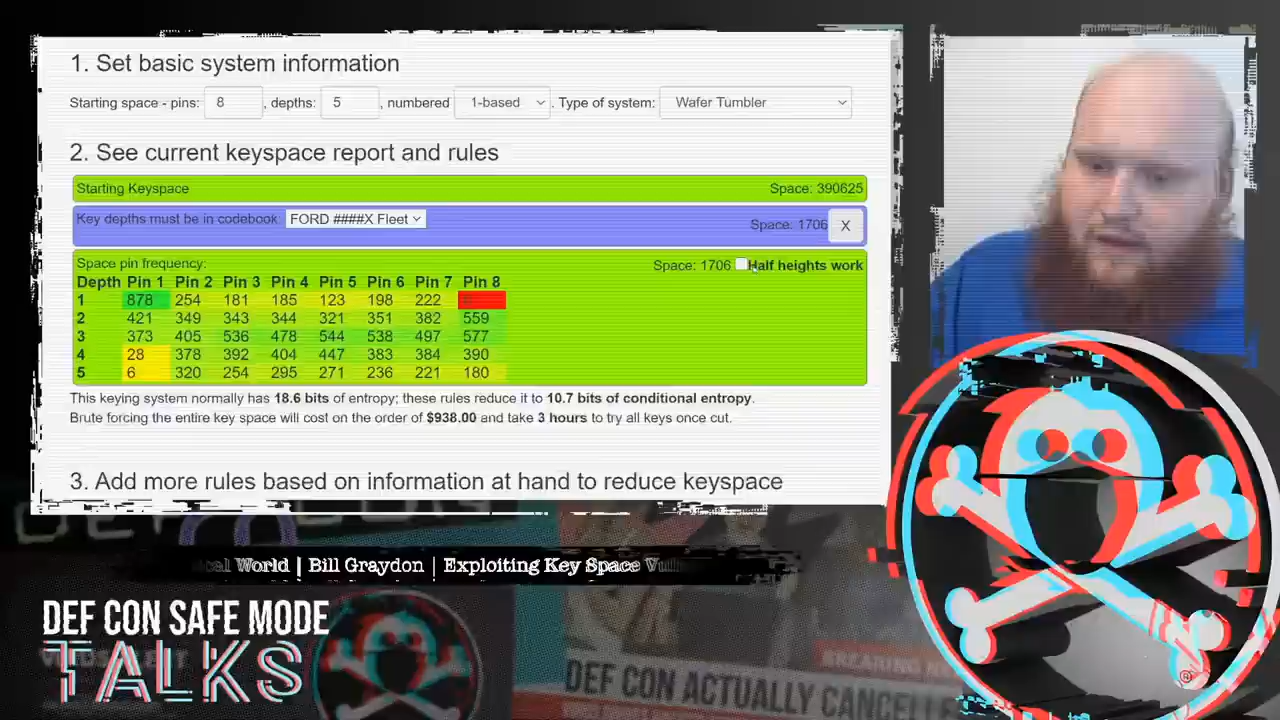 1. Set basic system information
Starting space - pins: 8 , depths: 5 , numbered 1-based . Type of system: Wafer Tumbler
2. See current keyspace report and rules
Starting Keyspace Space: 390625
Key depths must be in codebook: FORD ####X Fleet Space: 1706 X
Space pin frequency: Space: 1706 Half heights work
Depth Pin 1 Pin 2 Pin 3 Pin 4 Pin 5 Pin 6 Pin 7 Pin 8
1 878 254 181 185 123 198 222
2 421 349 343 344 321 351 382 559
3 373 405 536 478 544 538 497 577
4 28 378 392 404 447 383 384 390
5 6 320 254 295 271 236 221 180
This keying system normally has 18.6 bits of entropy; these rules reduce it to 10.7 bits of conditional entropy.
Brute forcing the entire key space will cost on the order of $938.00 and take 3 hours to try all keys once cut.
3. Add more rules based on information at hand to reduce keyspace
cal World | Bill Graydon | Exploiting Key Space Vul
DEF CON SAFE MODE
TALKS
BREAKING NE
DEF CON ACTUALLY CANCELLE
®